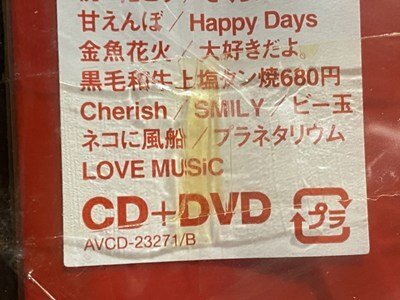 甘えんぼ/Happy Days
金魚花火/大好きだよ。
黒毛和牛上塩タン焼680円
Cherish/SMILY/ビー玉
ネコに風船/プラネタリウム
LOVE MUSiC
CD+DVD
AVCD-23271/B
プラ